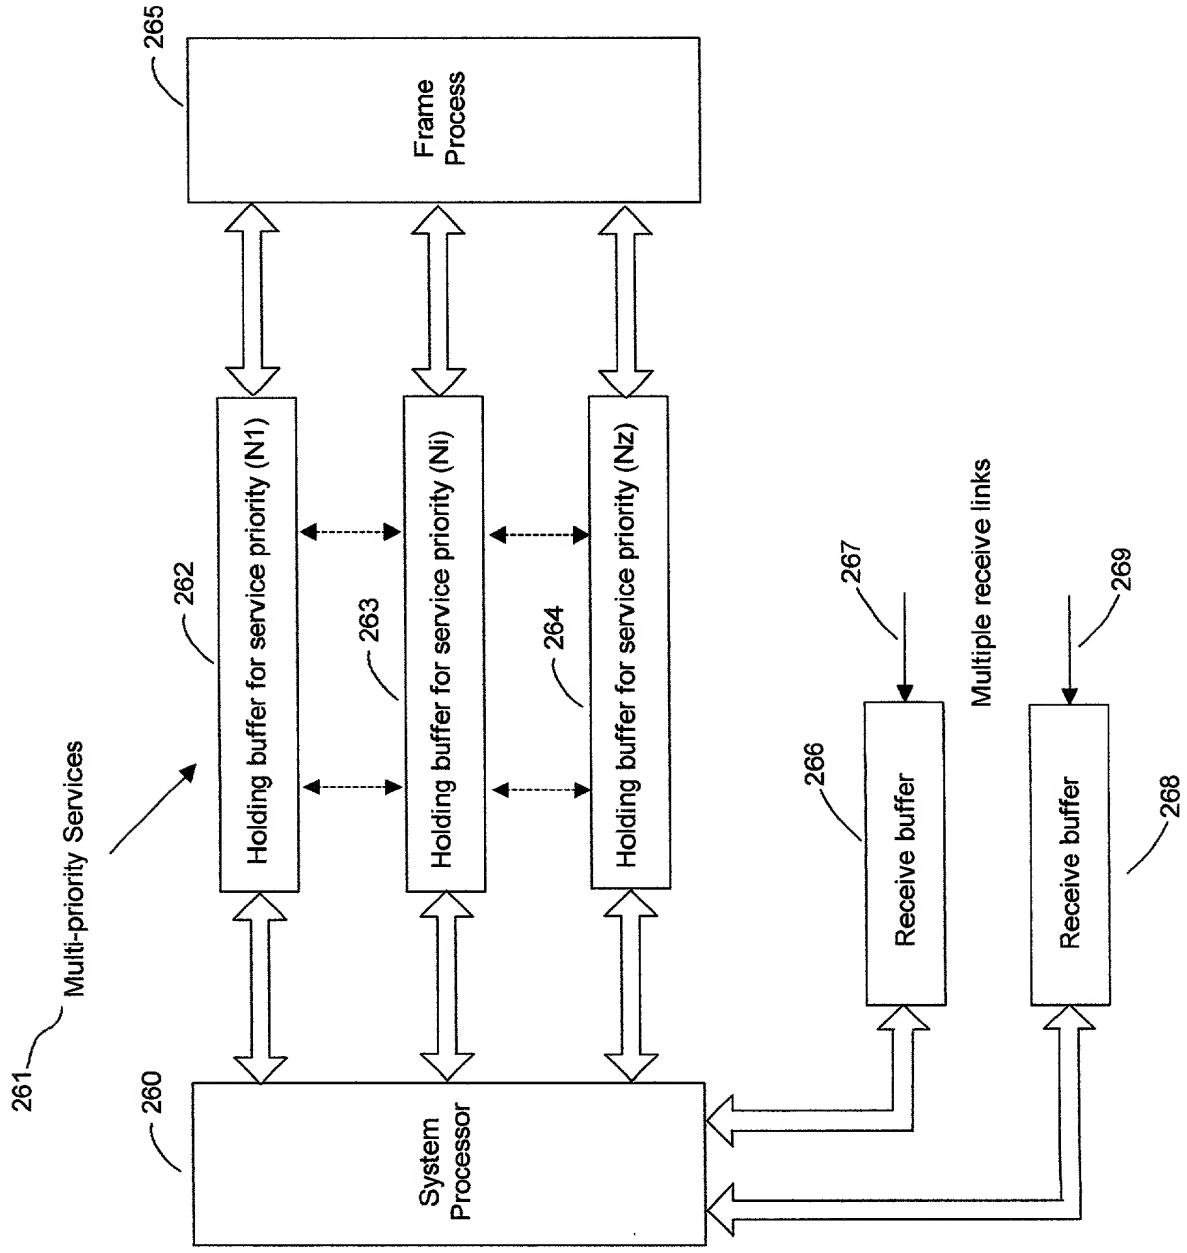 261
Multi-priority Services
260
System
Processor
262
Holding buffer for service priority (N1)
263
Holding buffer for service priority (Ni)
264
Holding buffer for service priority (Nz)
265
Frame
Process
266
Receive buffer
267
Multiple receive links
268
Receive buffer
269